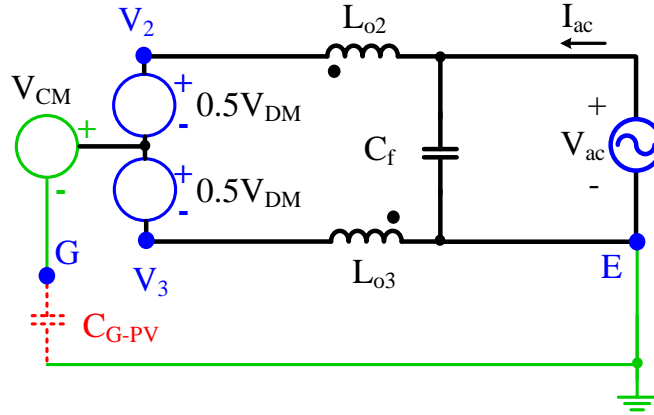 V2
Lo2
Iac
VCM
+
+
-
0.5VDM
+
-
+
-
0.5VDM
Cf
+
Vac
-
G
V3
Lo3
E
CG-PV